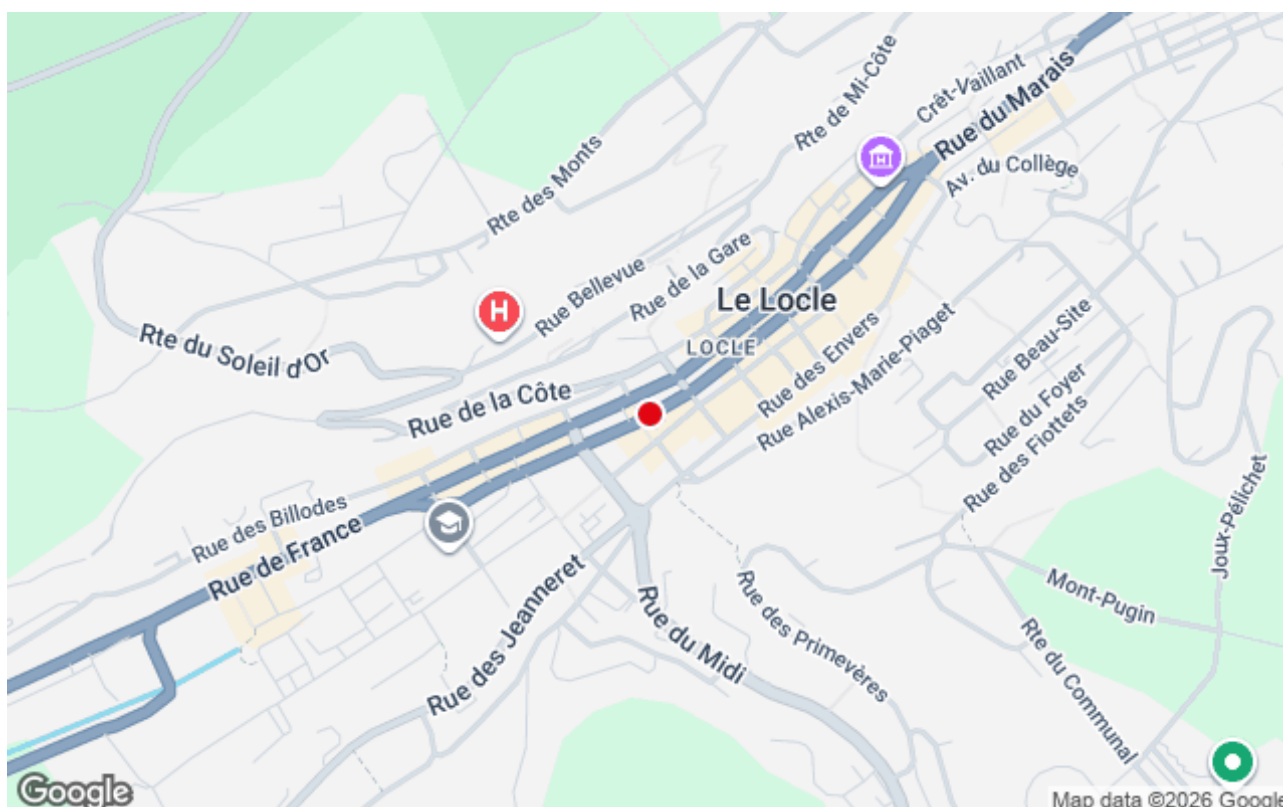 Crêt-Vaillant
Rte de Mi-Côte
Rue du Marais
Av. du Collège
Rte des Monts
Rue de la Gare
Rue Bellevue
H
Le Locle
LOCLE
Rte du Soleil d'Or
Rue de la Côte
Rue des Envers
Rue Alexis-Marie-Piaget
Rue Beau-Site
Rue du Foyer
Rue des Fiottets
Joux-Pélichet
Rue des Billodes
Rue de France
Mont-Pugin
Rue des Jeanneret
Rue du Midi
Rue des Primevères
Rte du Communal
Google
Map data ©2026 Google